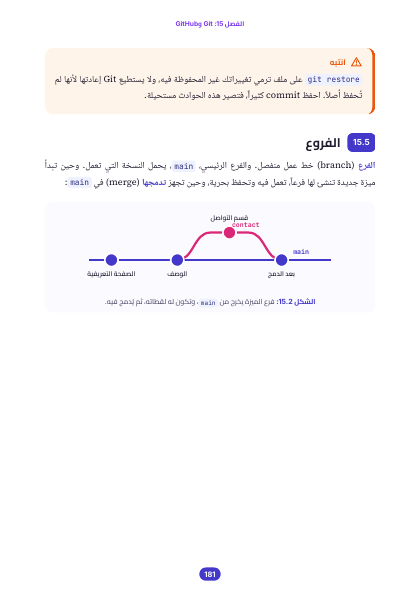 الفصل 15: Git وGitHub
انتبه
git restore على ملف ترمي تغييراتك غير المحفوظة فيه، ولا يستطيع Git إعادتها لأنها لم
تُحفظ أصلاً. احفظ commit كثيراً، فتصير هذه الحوادث مستحيلة.
15.5 الفروع
الفرع (branch) خط عمل منفصل. والفرع الرئيسي، main، يحمل النسخة التي تعمل. وحين تبدأ
ميزة جديدة تنشئ لها فرعاً، تعمل فيه وتحفظ بحرية، وحين تجهز تدمجها (merge) في main:
قسم التواصل
contact
main
الصفحة التعريفية
الوصف
بعد الدمج
الشكل 15.2: فرع الميزة يخرج من main، وتكون له لقطاته، ثم يُدمج فيه.
181